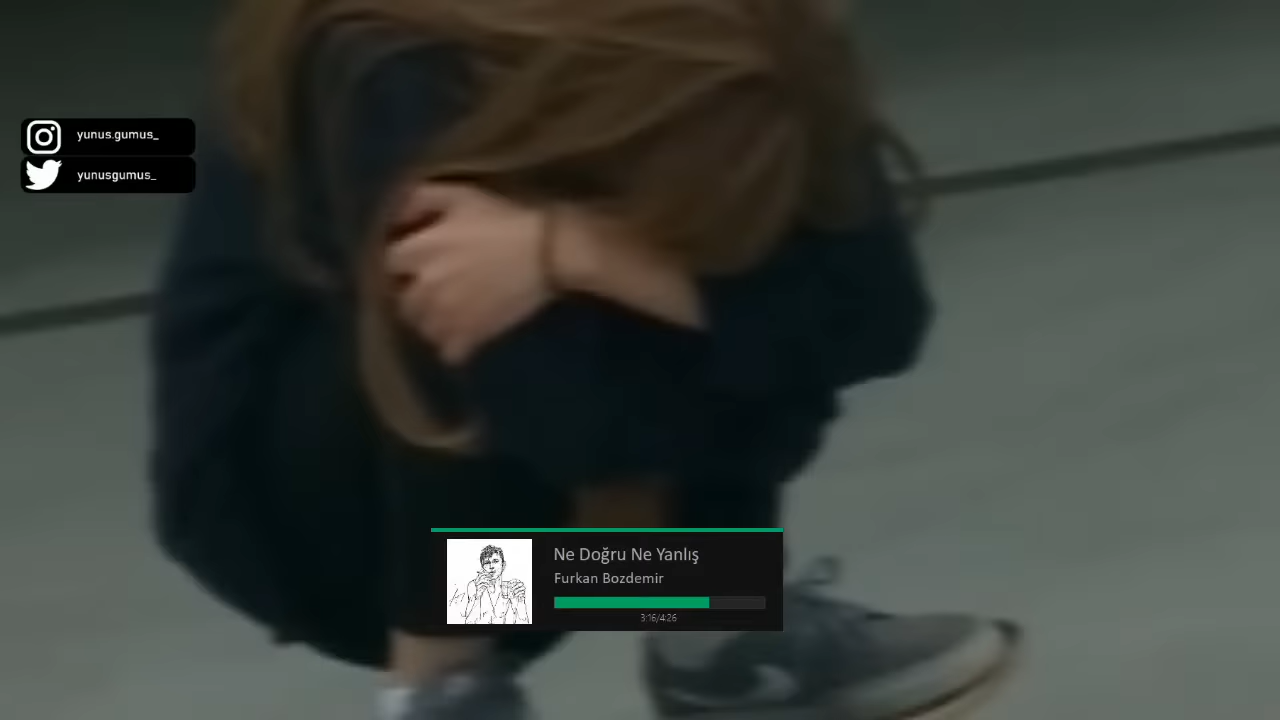 yunus.gumus_
yunusgumus_
Ne Doğru Ne Yanlış
Furkan Bozdemir
3:16/4:26